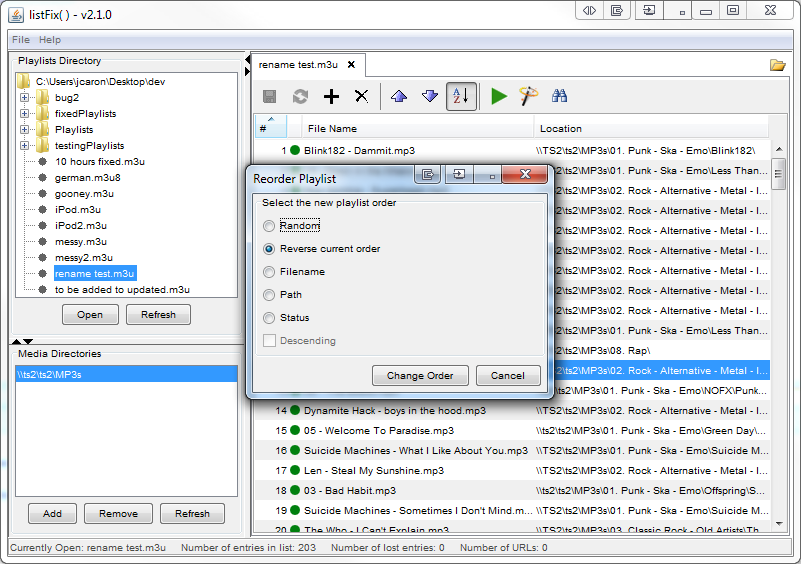 listFix( ) - v2.1.0
File Help
Playlists Directory
C:\Users\jcaron\Desktop\dev
bug2
fixedPlaylists
Playlists
testingPlaylists
10 hours fixed.m3u
german.m3u8
gooney.m3u
iPod.m3u
iPod2.m3u
messy.m3u
messy2.m3u
rename test.m3u
to be added to updated.m3u
Open Refresh
Media Directories
\\ts2\ts2\MP3s
Add Remove Refresh
rename test.m3u
A Z
# File Name Location
1 Blink182 - Dammit.mp3 \\TS2\ts2\MP3s\01. Punk - Ska - Emo\Blink182\
\ts2\MP3s\01. Punk - Ska - Emo\Less Than...
\ts2\MP3s\02. Rock - Alternative - Metal - I...
\ts2\MP3s\02. Rock - Alternative - Metal - I...
\ts2\MP3s\02. Rock - Alternative - Metal - I...
\ts2\MP3s\02. Rock - Alternative - Metal - I...
\ts2\MP3s\02. Rock - Alternative - Metal - I...
\ts2\MP3s\02. Rock - Alternative - Metal - I...
\ts2\MP3s\02. Rock - Alternative - Metal - I...
\ts2\MP3s\01. Punk - Ska - Emo\Less Than...
\ts2\MP3s\08. Rap\
\ts2\MP3s\02. Rock - Alternative - Metal - I...
ts2\MP3s\01. Punk - Ska - Emo\NOFX\Punk...
14 Dynamite Hack - boys in the hood.mp3 \\TS2\ts2\MP3s\02. Rock - Alternative - Metal - I...
15 05 - Welcome To Paradise.mp3 \\ts2\ts2\MP3s\01. Punk - Ska - Emo\Green Day\...
16 Suicide Machines - What I Like About You.mp3 \\TS2\ts2\MP3s\01. Punk - Ska - Emo\Suicide M...
17 Len - Steal My Sunshine.mp3 \\TS2\ts2\MP3s\02. Rock - Alternative - Metal - I...
18 03 - Bad Habit.mp3 \\ts2\ts2\MP3s\01. Punk - Ska - Emo\Offspring\S...
19 Suicide Machines - Sometimes I Don't Mind.m... \\TS2\ts2\MP3s\01. Punk - Ska - Emo\Suicide M...
20 The Who - I Can't Explain.mp3 \\TS2\ts2\MP3s\03. Classic Rock - Old Artists\Th...
Reorder Playlist
Select the new playlist order
Random
Reverse current order
Filename
Path
Status
Descending
Change Order Cancel
Currently Open: rename test.m3u Number of entries in list: 203 Number of lost entries: 0 Number of URLs: 0